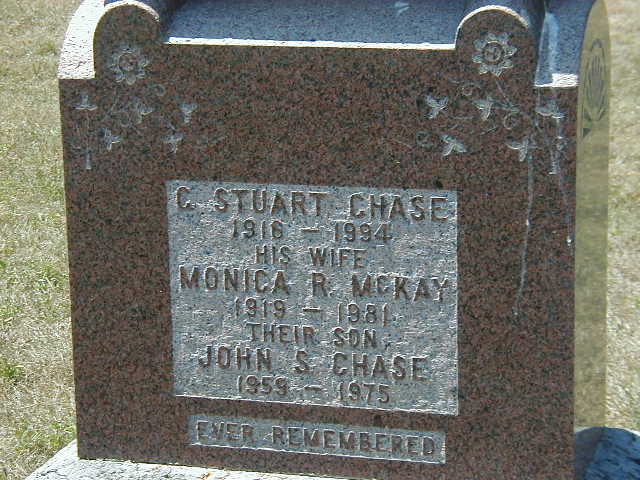 C. STUART CHASE
1916 - 1994
HIS WIFE
MONICA R. McKAY
1919 - 1981
THEIR SON
JOHN S. CHASE
1959 - 1975
EVER REMEMBERED